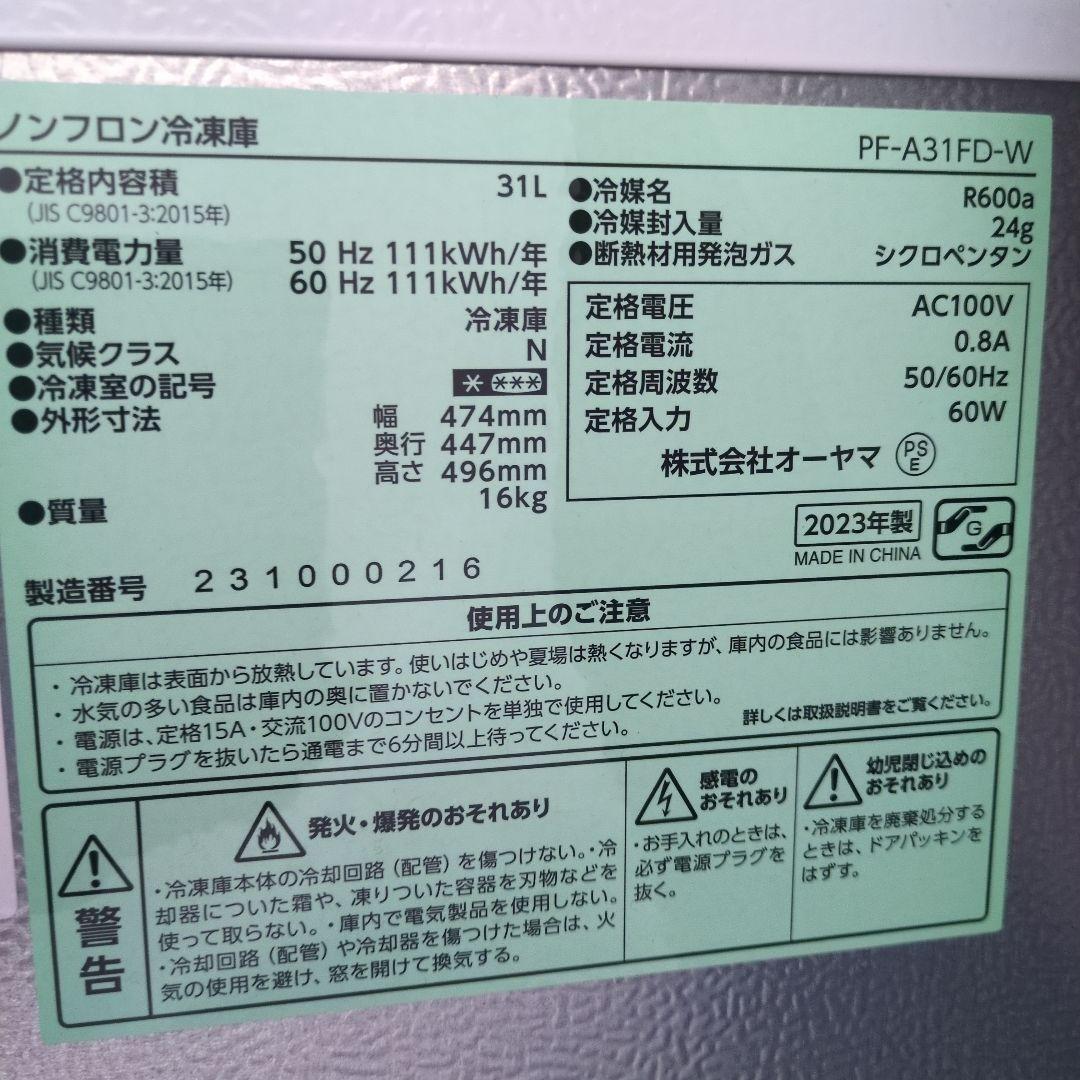 ノンフロン冷凍庫 PF-A31FD-W
●定格内容積 31L
(JIS C9801-3:2015年)
●消費電力量 50 Hz 111kWh/年
(JIS C9801-3:2015年) 60 Hz 111kWh/年
●種類 冷凍庫
●気候クラス N
●冷凍室の記号 * ***
●外形寸法 幅 474mm
奥行 447mm
高さ 496mm
●質量 16kg
●冷媒名 R600a
●冷媒封入量 24g
●断熱材用発泡ガス シクロペンタン
定格電圧 AC100V
定格電流 0.8A
定格周波数 50/60Hz
定格入力 60W
株式会社オーヤマ PSE
2023年製 G
MADE IN CHINA
製造番号 231000216
使用上のご注意
・冷凍庫は表面から放熱しています。使いはじめや夏場は熱くなりますが、庫内の食品には影響ありません。
・水気の多い食品は庫内の奥に置かないでください。
・電源は、定格15A・交流100Vのコンセントを単独で使用してください。
・電源プラグを抜いたら通電まで6分間以上待ってください。
詳しくは取扱説明書をご覧ください。
警告
発火・爆発のおそれあり
・冷凍庫本体の冷却回路(配管)を傷つけない。・冷
却器についた霜や、凍りついた容器を刃物などを
使って取らない。・庫内で電気製品を使用しない。
・冷却回路(配管)や冷却器を傷つけた場合は、火
気の使用を避け、窓を開けて換気する。
感電の
おそれあり
・お手入れのときは、
必ず電源プラグを
抜く。
幼児閉じ込めの
おそれあり
・冷凍庫を廃棄処分する
ときは、ドアパッキンを
はずす。